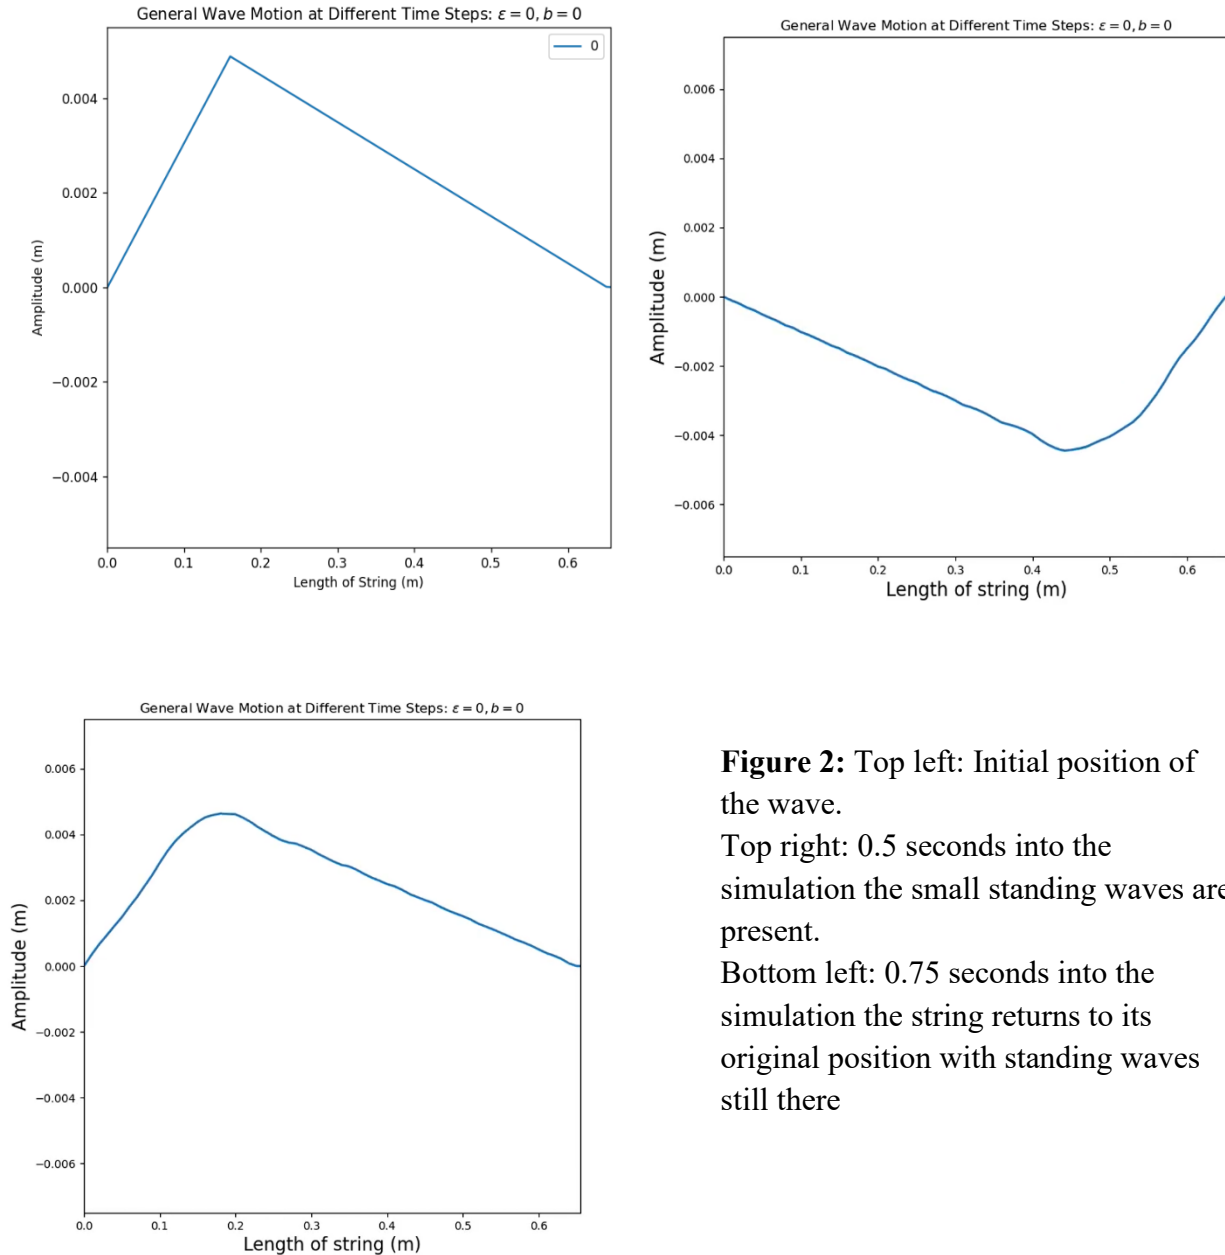 General Wave Motion at Different Time Steps: ε = 0, b = 0
0
0.004
0.002
0.000
−0.002
−0.004
Amplitude (m)
0.0 0.1 0.2 0.3 0.4 0.5 0.6
Length of String (m)
General Wave Motion at Different Time Steps: ε = 0, b = 0
0.006
0.004
0.002
0.000
−0.002
−0.004
−0.006
Amplitude (m)
0.0 0.1 0.2 0.3 0.4 0.5 0.6
Length of string (m)
General Wave Motion at Different Time Steps: ε = 0, b = 0
0.006
0.004
0.002
0.000
−0.002
−0.004
−0.006
Amplitude (m)
0.0 0.1 0.2 0.3 0.4 0.5 0.6
Length of string (m)
Figure 2: Top left: Initial position of
the wave.
Top right: 0.5 seconds into the
simulation the small standing waves are
present.
Bottom left: 0.75 seconds into the
simulation the string returns to its
original position with standing waves
still there